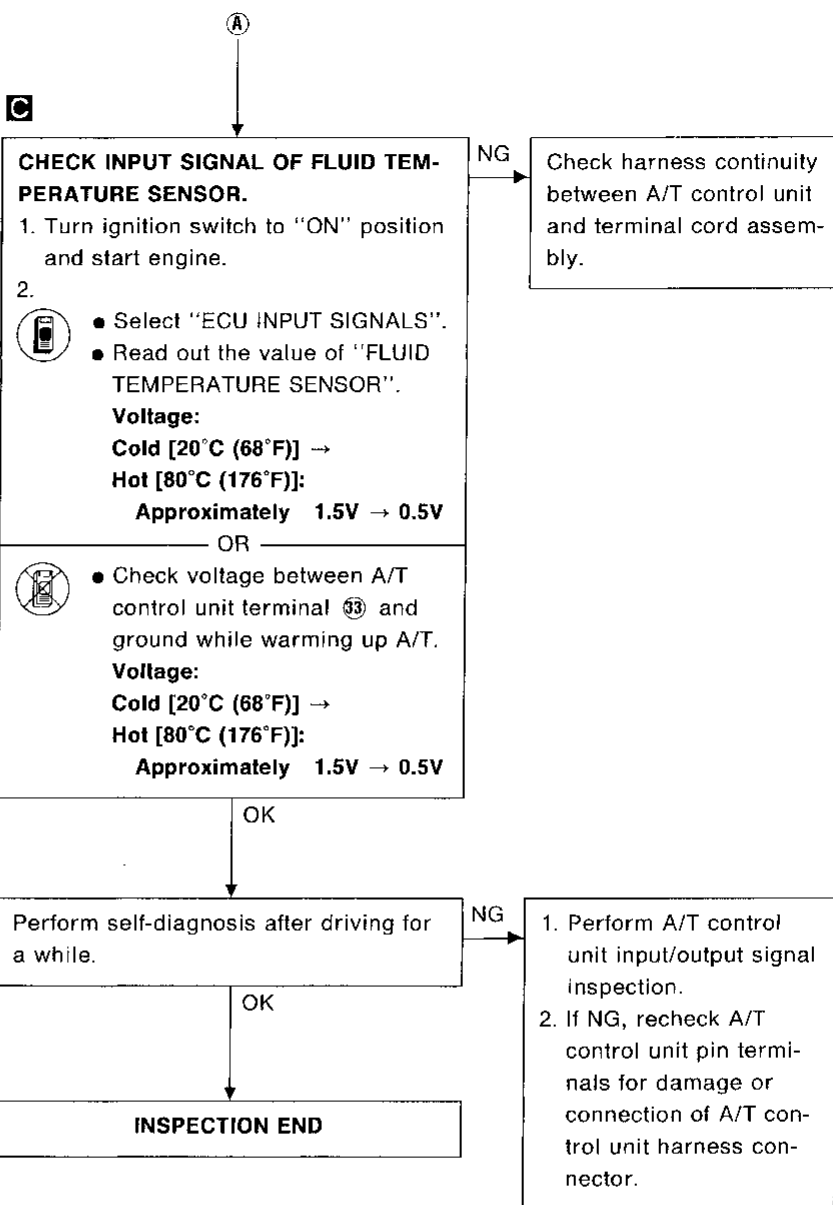 Ⓐ
C
CHECK INPUT SIGNAL OF FLUID TEM-
PERATURE SENSOR.
1. Turn ignition switch to “ON” position
and start engine.
2.
● Select “ECU INPUT SIGNALS”.
● Read out the value of “FLUID
TEMPERATURE SENSOR”.
Voltage:
Cold [20°C (68°F)] →
Hot [80°C (176°F)]:
Approximately 1.5V → 0.5V
OR
● Check voltage between A/T
control unit terminal ㉝ and
ground while warming up A/T.
Voltage:
Cold [20°C (68°F)] →
Hot [80°C (176°F)]:
Approximately 1.5V → 0.5V
NG
Check harness continuity
between A/T control unit
and terminal cord assem-
bly.
OK
Perform self-diagnosis after driving for
a while.
NG
1. Perform A/T control
unit input/output signal
inspection.
2. If NG, recheck A/T
control unit pin termi-
nals for damage or
connection of A/T con-
trol unit harness con-
nector.
OK
INSPECTION END